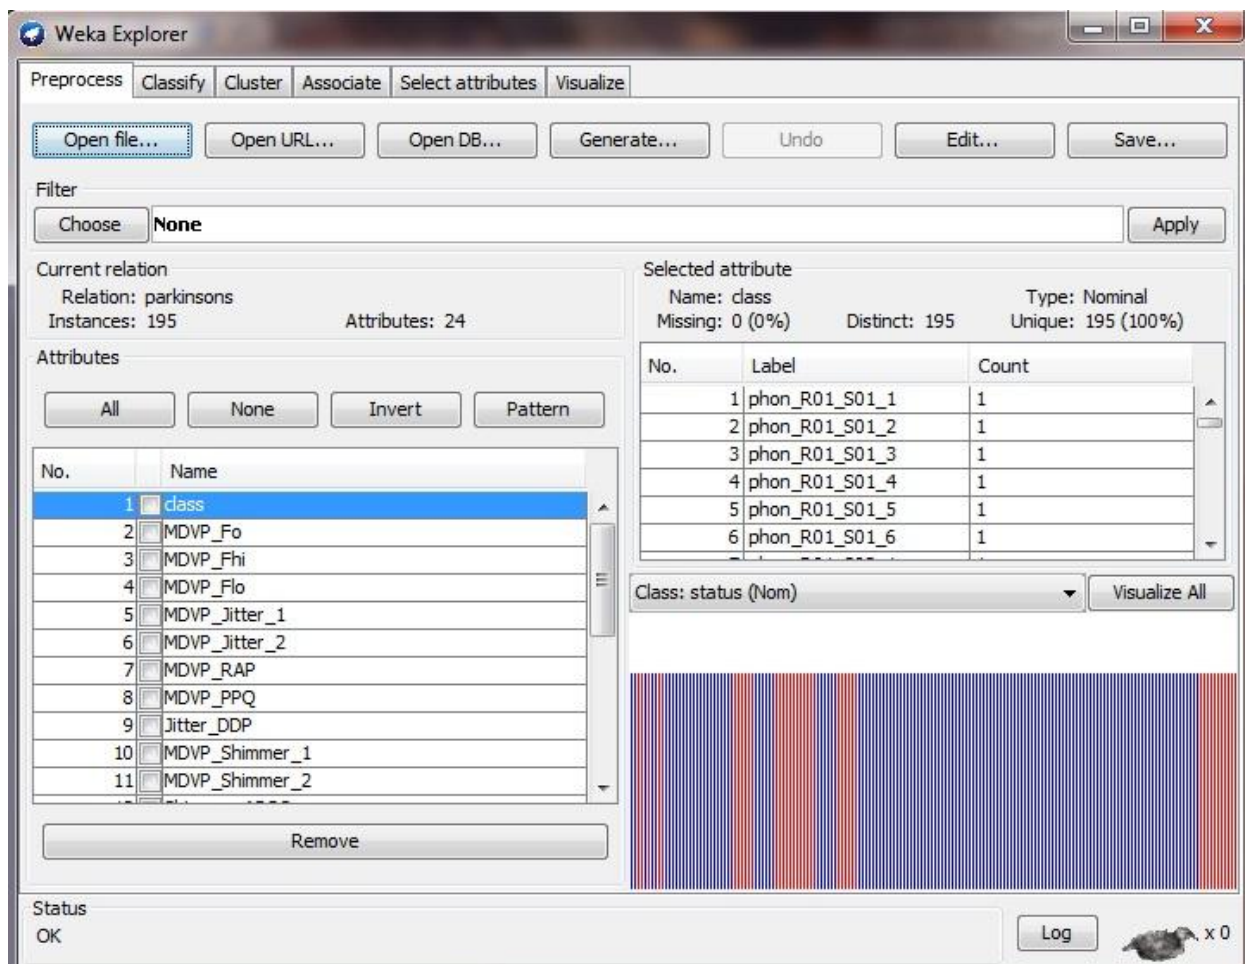 Weka Explorer
Preprocess Classify Cluster Associate Select attributes Visualize
Open file... Open URL... Open DB... Generate... Undo Edit... Save...
Filter
Choose None Apply
Current relation
Relation: parkinsons
Instances: 195 Attributes: 24
Attributes
All None Invert Pattern
No. Name
1 class
2 MDVP_Fo
3 MDVP_Fhi
4 MDVP_Flo
5 MDVP_Jitter_1
6 MDVP_Jitter_2
7 MDVP_RAP
8 MDVP_PPQ
9 Jitter_DDP
10 MDVP_Shimmer_1
11 MDVP_Shimmer_2
Remove
Selected attribute
Name: class Type: Nominal
Missing: 0 (0%) Distinct: 195 Unique: 195 (100%)
No. Label Count
1 phon_R01_S01_1 1
2 phon_R01_S01_2 1
3 phon_R01_S01_3 1
4 phon_R01_S01_4 1
5 phon_R01_S01_5 1
6 phon_R01_S01_6 1
Class: status (Nom) Visualize All
Status
OK
Log x 0